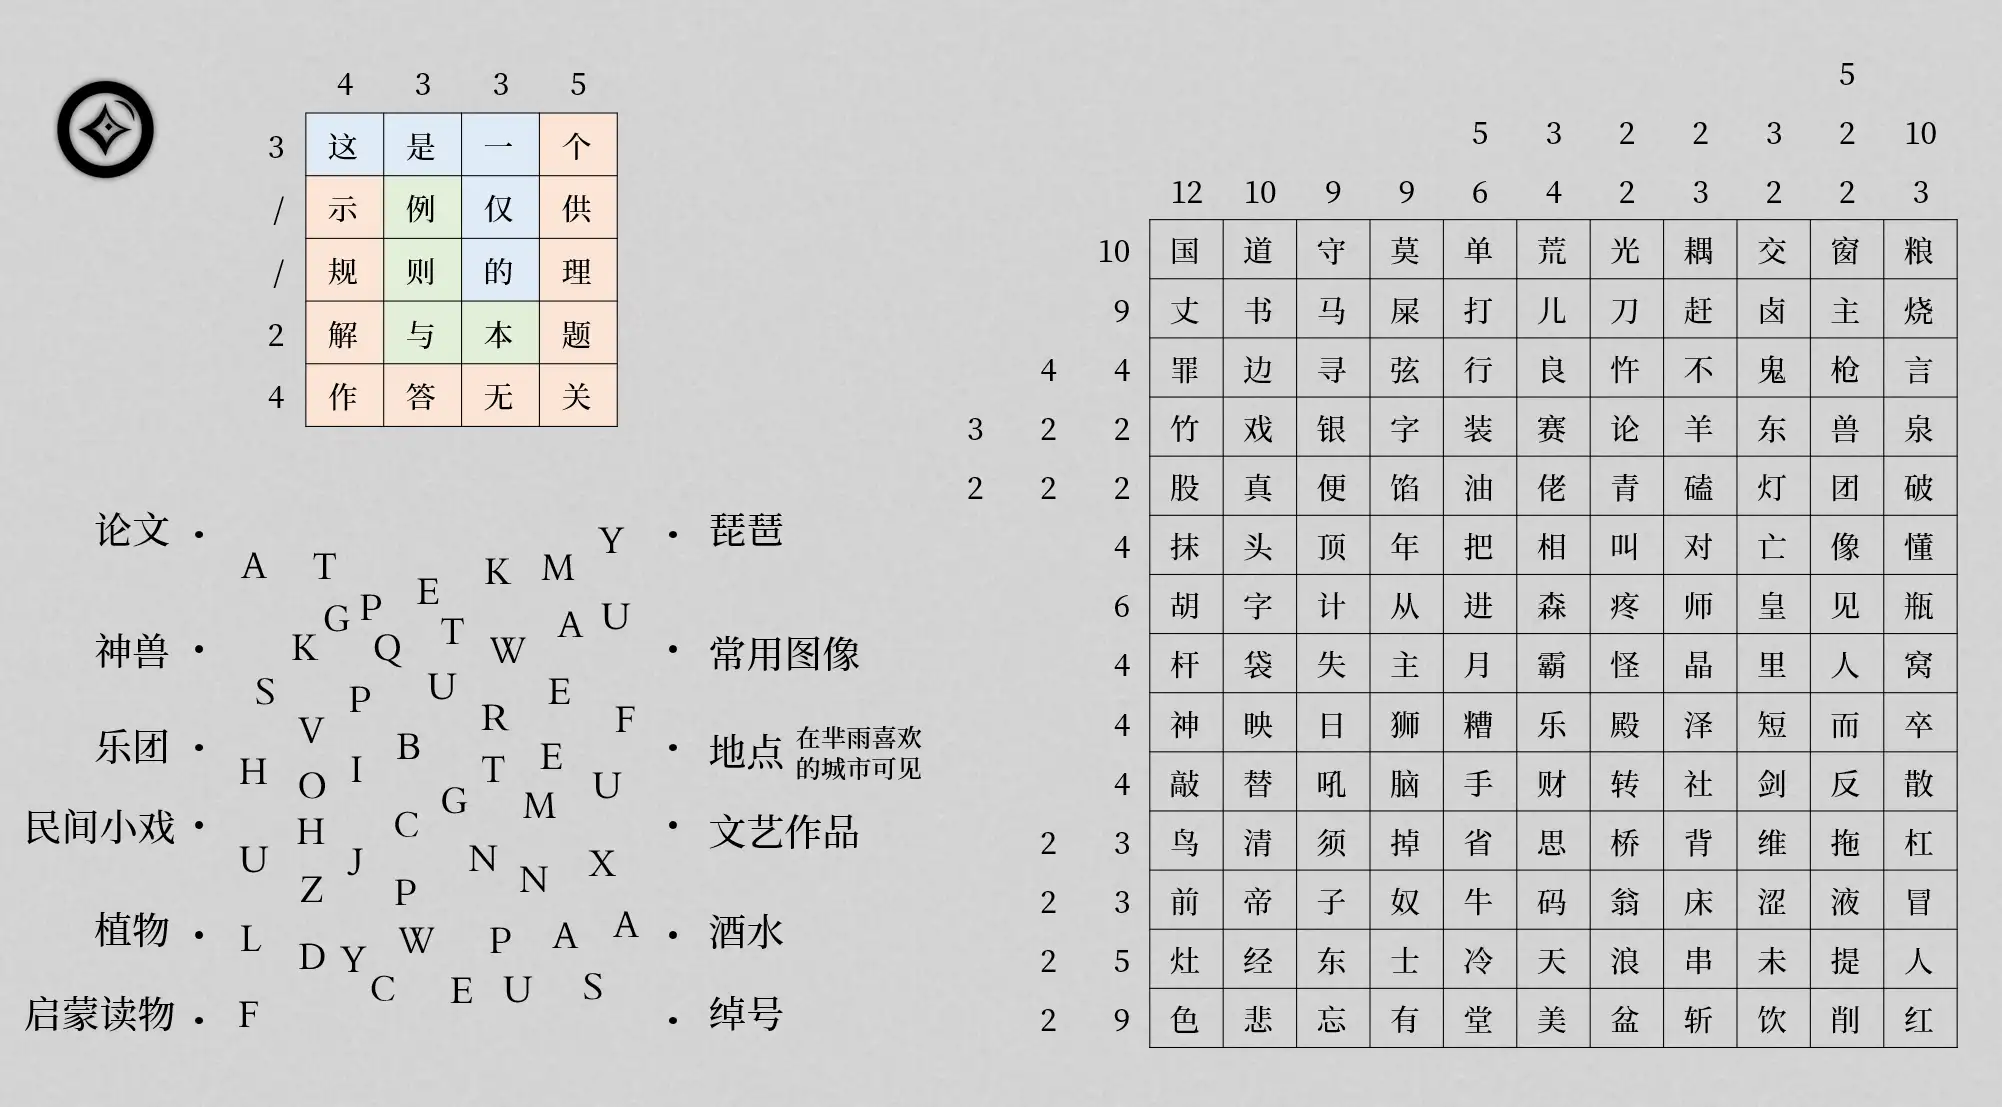 4 3 3 5
3 这 是 一 个
/ 示 例 仅 供
/ 规 则 的 理
2 解 与 本 题
4 作 答 无 关
5
5 3 2 2 3 2 10
12 10 9 9 6 4 2 3 2 2 3
10 国 道 守 莫 单 荒 光 耦 交 窗 粮
9 丈 书 马 屎 打 儿 刀 赶 卤 主 烧
4 4 罪 边 寻 弦 行 良 忤 不 鬼 枪 言
3 2 2 竹 戏 银 字 装 赛 论 羊 东 兽 泉
2 2 2 股 真 便 馅 油 佬 青 磕 灯 团 破
4 抹 头 顶 年 把 相 叫 对 亡 像 懂
6 胡 字 计 从 进 森 疼 师 皇 见 瓶
4 杆 袋 失 主 月 霸 怪 晶 里 人 窝
4 神 映 日 狮 糟 乐 殿 泽 短 而 卒
4 敲 替 吼 脑 手 财 转 社 剑 反 散
2 3 鸟 清 须 掉 省 思 桥 背 维 拖 杠
2 3 前 帝 子 奴 牛 码 翁 床 涩 液 冒
2 5 灶 经 东 士 冷 天 浪 串 未 提 人
2 9 色 悲 忘 有 堂 美 盆 斩 饮 削 红
论文 · · 琵琶
A T K M Y
G P E
K Q T W A U
神兽 · · 常用图像
S P U E
V R F
乐团 · · 地点 在芈雨喜欢的城市可见
H I B T E
O G M U
民间小戏 · · 文艺作品
H C
U J N X
Z P N
植物 · · 酒水
L W P A A
D Y
C E U S
启蒙读物 · F · 绰号